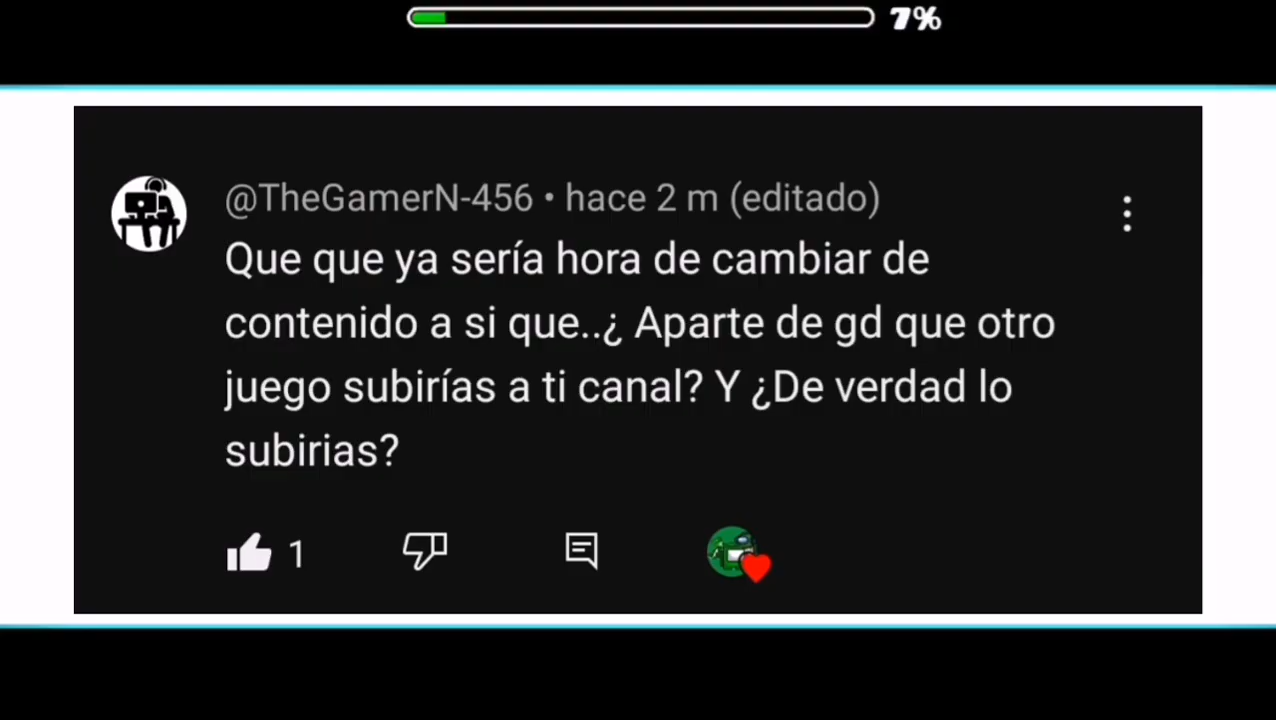 7%
@TheGamerN-456 • hace 2 m (editado)
Que que ya sería hora de cambiar de
contenido a si que..¿ Aparte de gd que otro
juego subirías a ti canal? Y ¿De verdad lo
subirias?
1